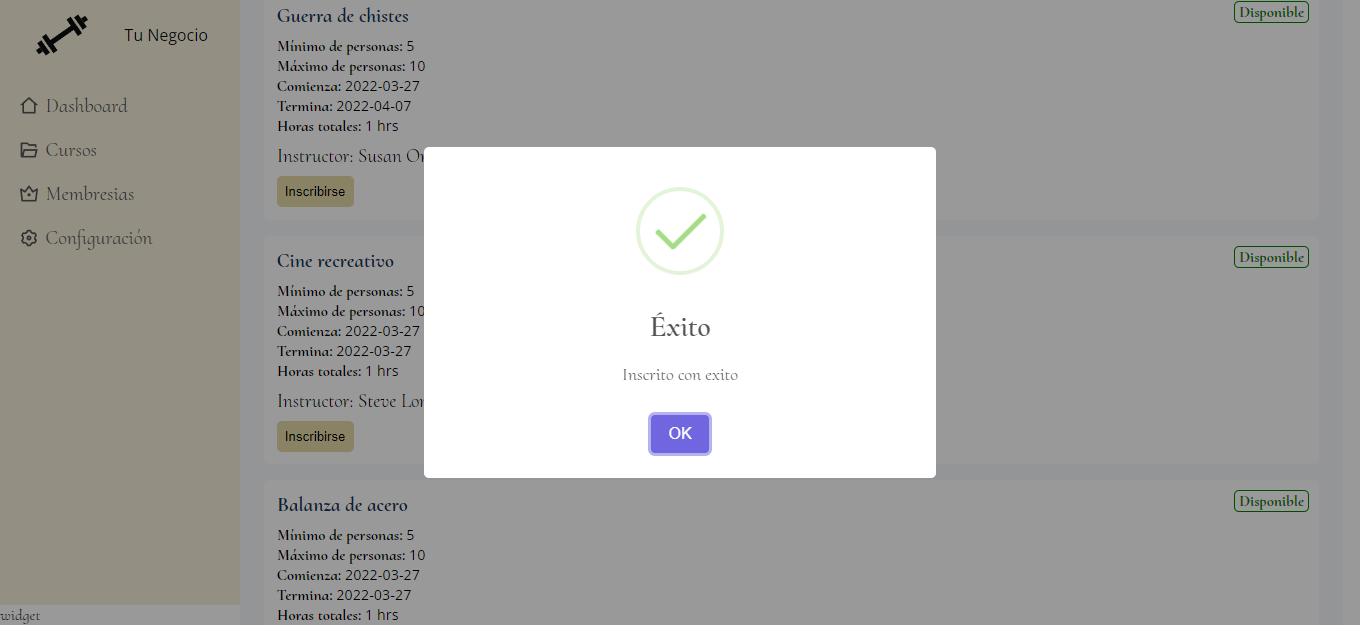 Tu Negocio
Dashboard
Cursos
Membresias
Configuración
widget
Guerra de chistes
Disponible
Mínimo de personas: 5
Máximo de personas: 10
Comienza: 2022-03-27
Termina: 2022-04-07
Horas totales: 1 hrs
Instructor: Susan
Inscribirse
Cine recreativo
Disponible
Mínimo de personas: 5
Máximo de personas: 10
Comienza: 2022-03-27
Termina: 2022-03-27
Horas totales: 1 hrs
Instructor: Steve
Inscribirse
Balanza de acero
Disponible
Mínimo de personas: 5
Máximo de personas: 10
Comienza: 2022-03-27
Termina: 2022-03-27
Horas totales: 1 hrs
Éxito
Inscrito con exito
OK